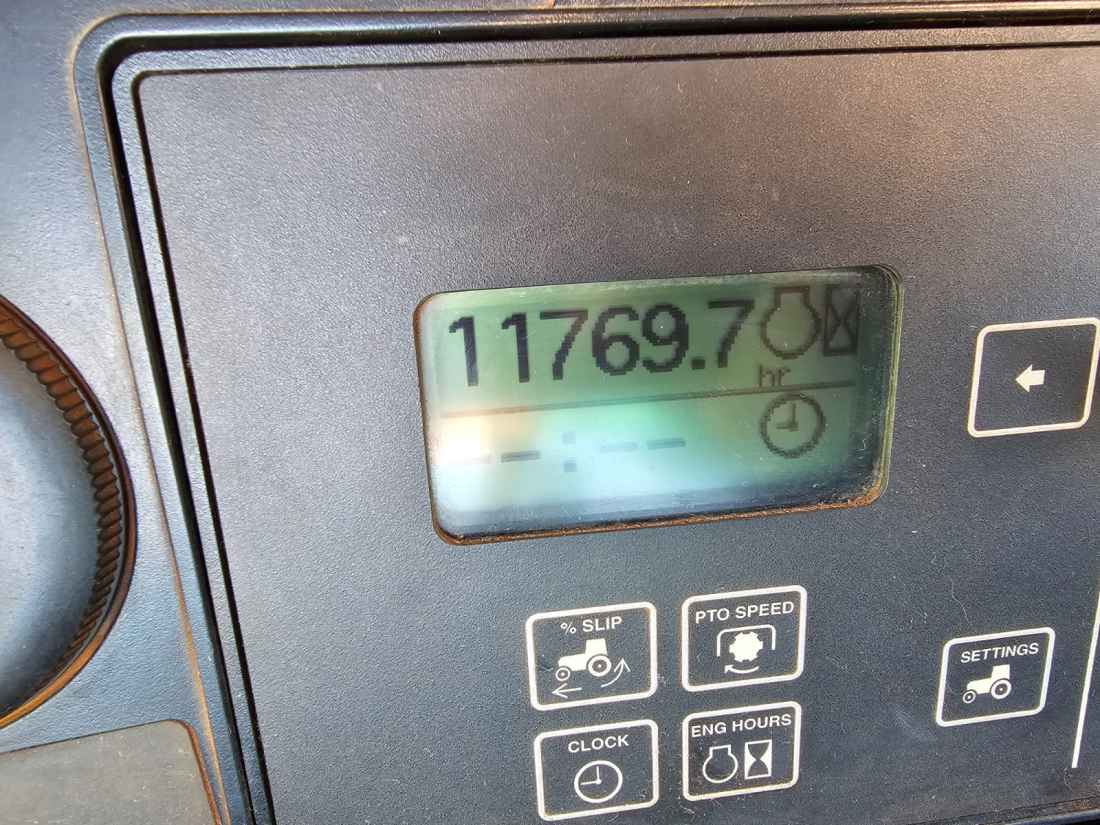 11769.7
hr
--:--
% SLIP
PTO SPEED
SETTINGS
CLOCK
ENG HOURS